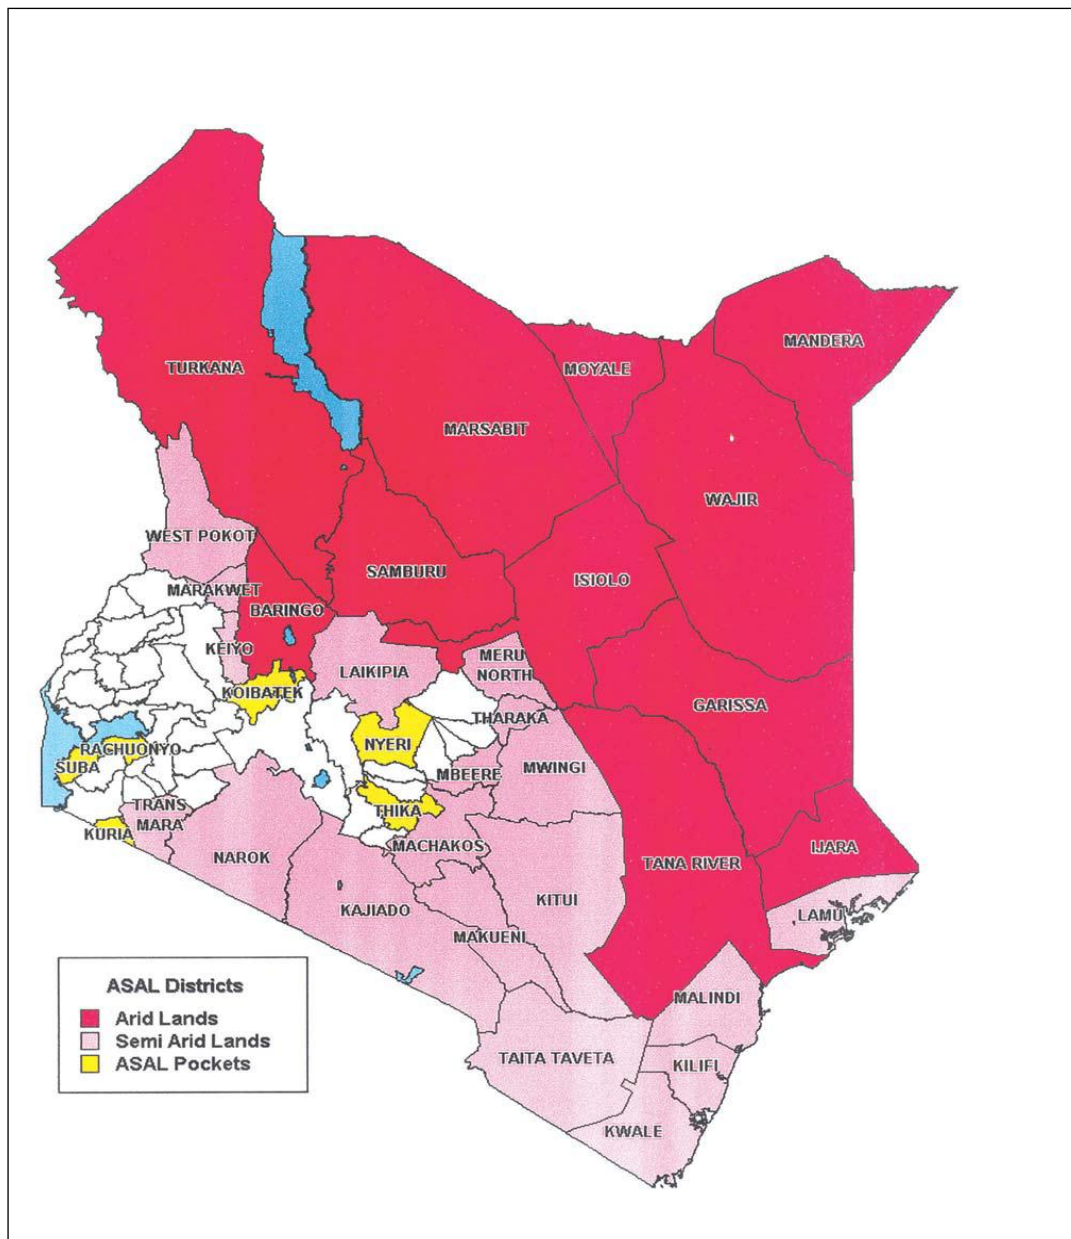 MANDERA
MOYALE
TURKANA
MARSABIT
WAJIR
WEST POKOT
SAMBURU
ISIOLO
MARAKWET
BARINGO
KEIYO
LAIKIPIA
MERU
NORTH
KOIBATEK
GARISSA
THARAKA
NYERI
RACHUONYO
SUBA
MBEERE
MWINGI
TRANS
MARA
THIKA
KURIA
MACHAKOS
IJARA
NAROK
TANA RIVER
KITUI
KAJIADO
LAMU
MAKUENI
MALINDI
TAITA TAVETA
KILIFI
KWALE
ASAL Districts
Arid Lands
Semi Arid Lands
ASAL Pockets